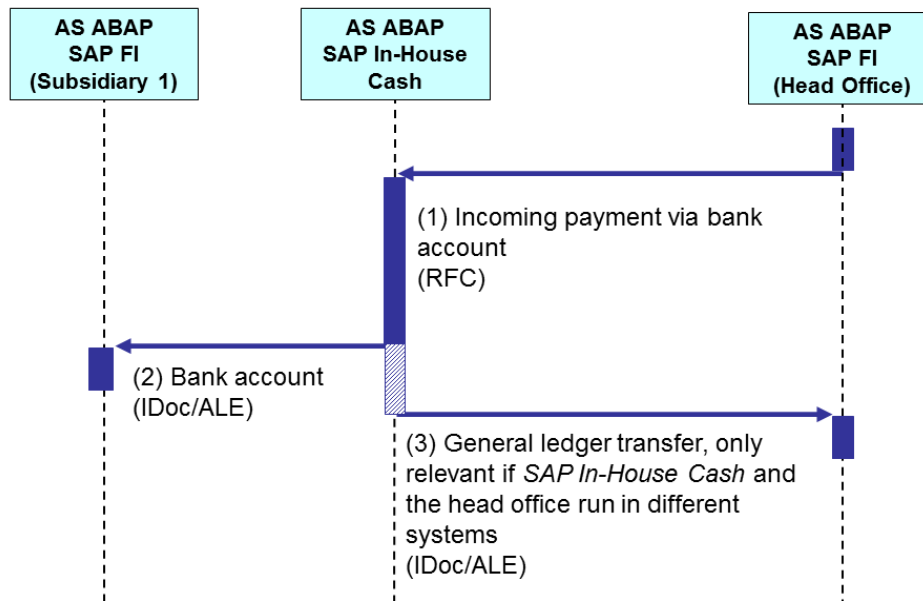 AS ABAP
SAP FI
(Subsidiary 1)
AS ABAP
SAP In-House
Cash
AS ABAP
SAP FI
(Head Office)
(1) Incoming payment via bank
account
(RFC)
(2) Bank account
(IDoc/ALE)
(3) General ledger transfer, only
relevant if SAP In-House Cash and
the head office run in different
systems
(IDoc/ALE)